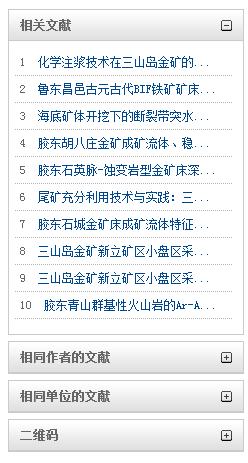 相关文献
1 化学注浆技术在三山岛金矿的...
2 鲁东昌邑古元古代BIF铁矿矿床...
3 海底矿体开挖下的断裂带突水...
4 胶东胡八庄金矿成矿流体、稳...
5 胶东石英脉-蚀变岩型金矿床深...
6 尾矿充分利用技术与实践：三...
7 胶东石城金矿床成矿流体特征...
8 三山岛金矿新立矿区小盘区采...
9 三山岛金矿新立矿区小盘区采...
10 胶东青山群基性火山岩的Ar-A...
相同作者的文献
相同单位的文献
二维码